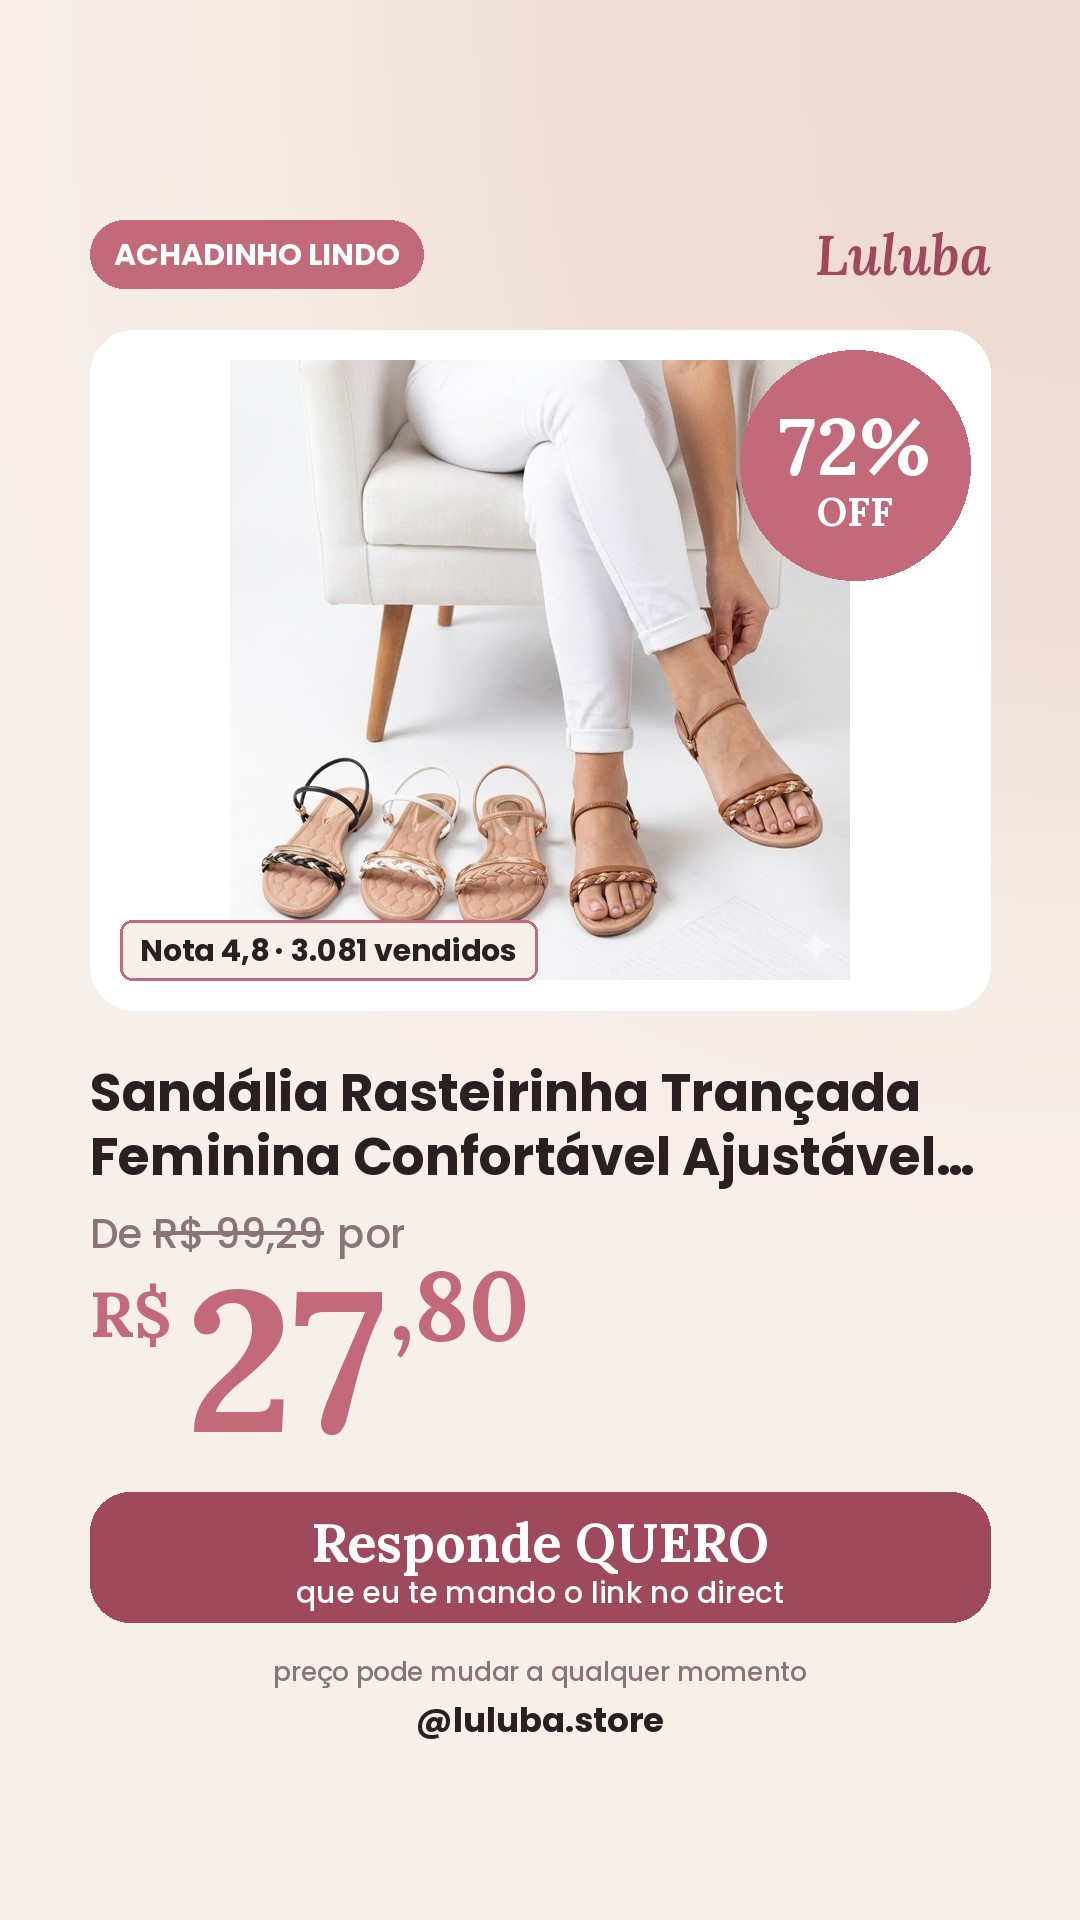 ACHADINHO LINDO
Luluba
72%
OFF
Nota 4,8 · 3.081 vendidos
Sandália Rasteirinha Trançada
Feminina Confortável Ajustável...
De R$ 99,29 por
R$ 27,80
Responde QUERO
que eu te mando o link no direct
preço pode mudar a qualquer momento
@luluba.store